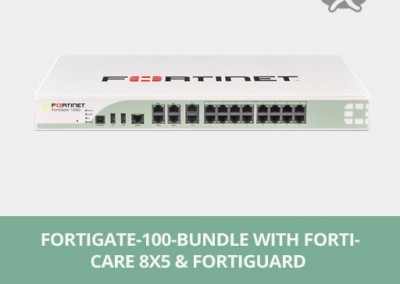 FORTINET
FORTINET
FORTIGATE-100-BUNDLE WITH FORTI-
CARE 8X5 & FORTIGUARD